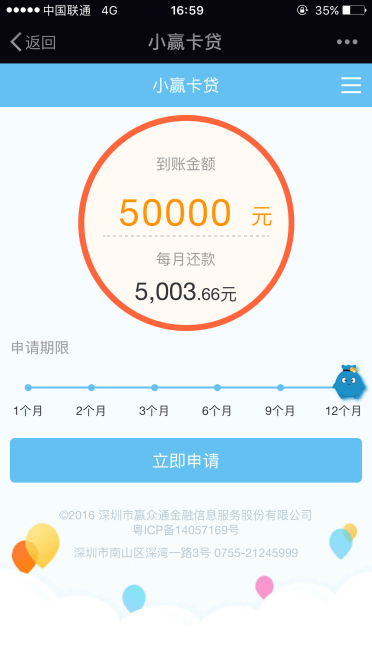 中国联通 4G 16:59 35%
返回 小赢卡贷
小赢卡贷
到账金额
50000 元
每月还款
5,003.66元
申请期限
1个月 2个月 3个月 6个月 9个月 12个月
立即申请
©2016 深圳市赢众通金融信息服务股份有限公司
粤ICP备14057169号
深圳市南山区深湾一路3号 0755-21245999